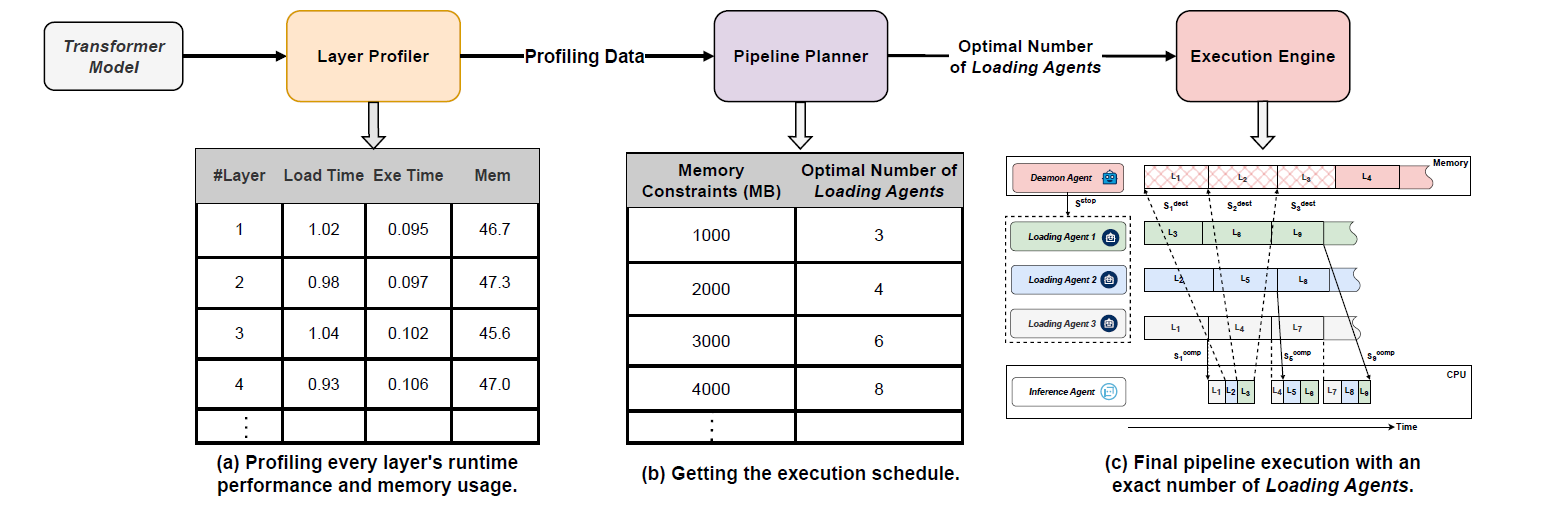 Transformer
Model
Layer Profiler
Profiling Data
Pipeline Planner
Optimal Number
of Loading Agents
Execution Engine
#Layer Load Time Exe Time Mem
1 1.02 0.095 46.7
2 0.98 0.097 47.3
3 1.04 0.102 45.6
4 0.93 0.106 47.0
⋮
(a) Profiling every layer's runtime
performance and memory usage.
Memory
Constraints (MB)
Optimal Number of
Loading Agents
1000 3
2000 4
3000 6
4000 8
⋮
(b) Getting the execution schedule.
Memory
Deamon Agent
L1 L2 L3 L4
Sstop
S1dect S2dect S3dect
Loading Agent 1
L3 L6 L9
Loading Agent 2
L2 L5 L8
Loading Agent 3
L1 L4 L7
S1comp S5comp S9comp
CPU
Inference Agent
L1 L2 L3 L4 L5 L6 L7 L8 L9
Time
(c) Final pipeline execution with an
exact number of Loading Agents.